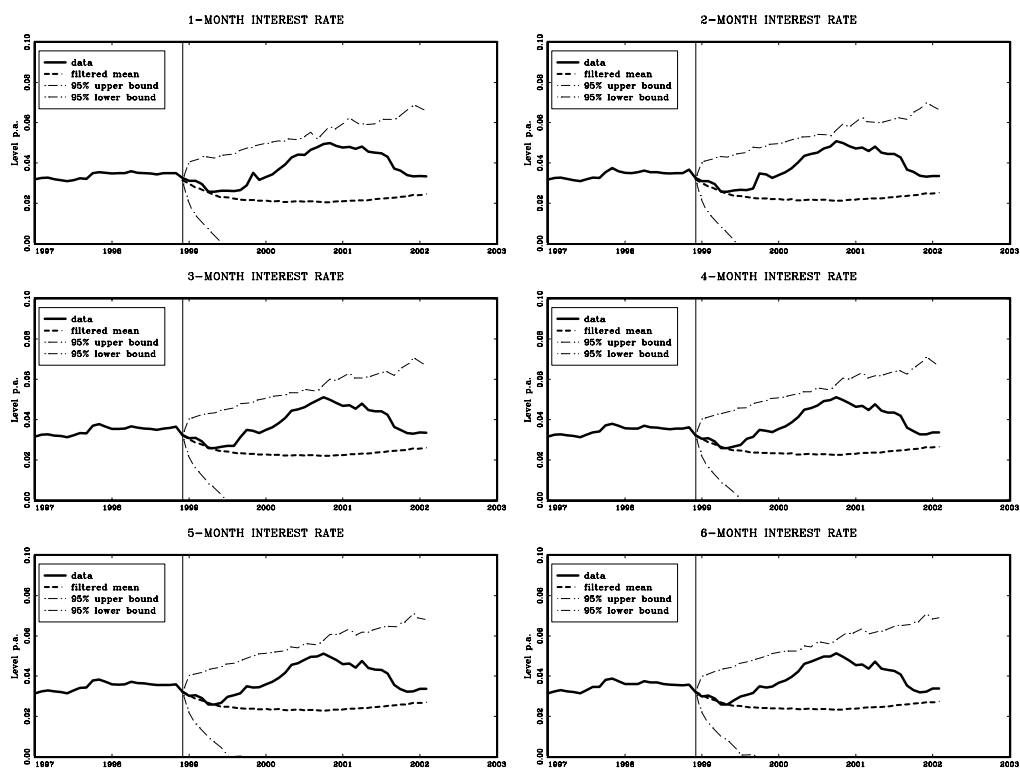 1-MONTH INTEREST RATE
Level p.a.
0.00 0.02 0.04 0.06 0.08 0.10
data
filtered mean
95% upper bound
95% lower bound
1997 1998 1999 2000 2001 2002 2003
2-MONTH INTEREST RATE
Level p.a.
0.00 0.02 0.04 0.06 0.08 0.10
data
filtered mean
95% upper bound
95% lower bound
1997 1998 1999 2000 2001 2002 2003
3-MONTH INTEREST RATE
Level p.a.
0.00 0.02 0.04 0.06 0.08 0.10
data
filtered mean
95% upper bound
95% lower bound
1997 1998 1999 2000 2001 2002 2003
4-MONTH INTEREST RATE
Level p.a.
0.00 0.02 0.04 0.06 0.08 0.10
data
filtered mean
95% upper bound
95% lower bound
1997 1998 1999 2000 2001 2002 2003
5-MONTH INTEREST RATE
Level p.a.
0.00 0.02 0.04 0.06 0.08 0.10
data
filtered mean
95% upper bound
95% lower bound
1997 1998 1999 2000 2001 2002 2003
6-MONTH INTEREST RATE
Level p.a.
0.00 0.02 0.04 0.06 0.08 0.10
data
filtered mean
95% upper bound
95% lower bound
1997 1998 1999 2000 2001 2002 2003